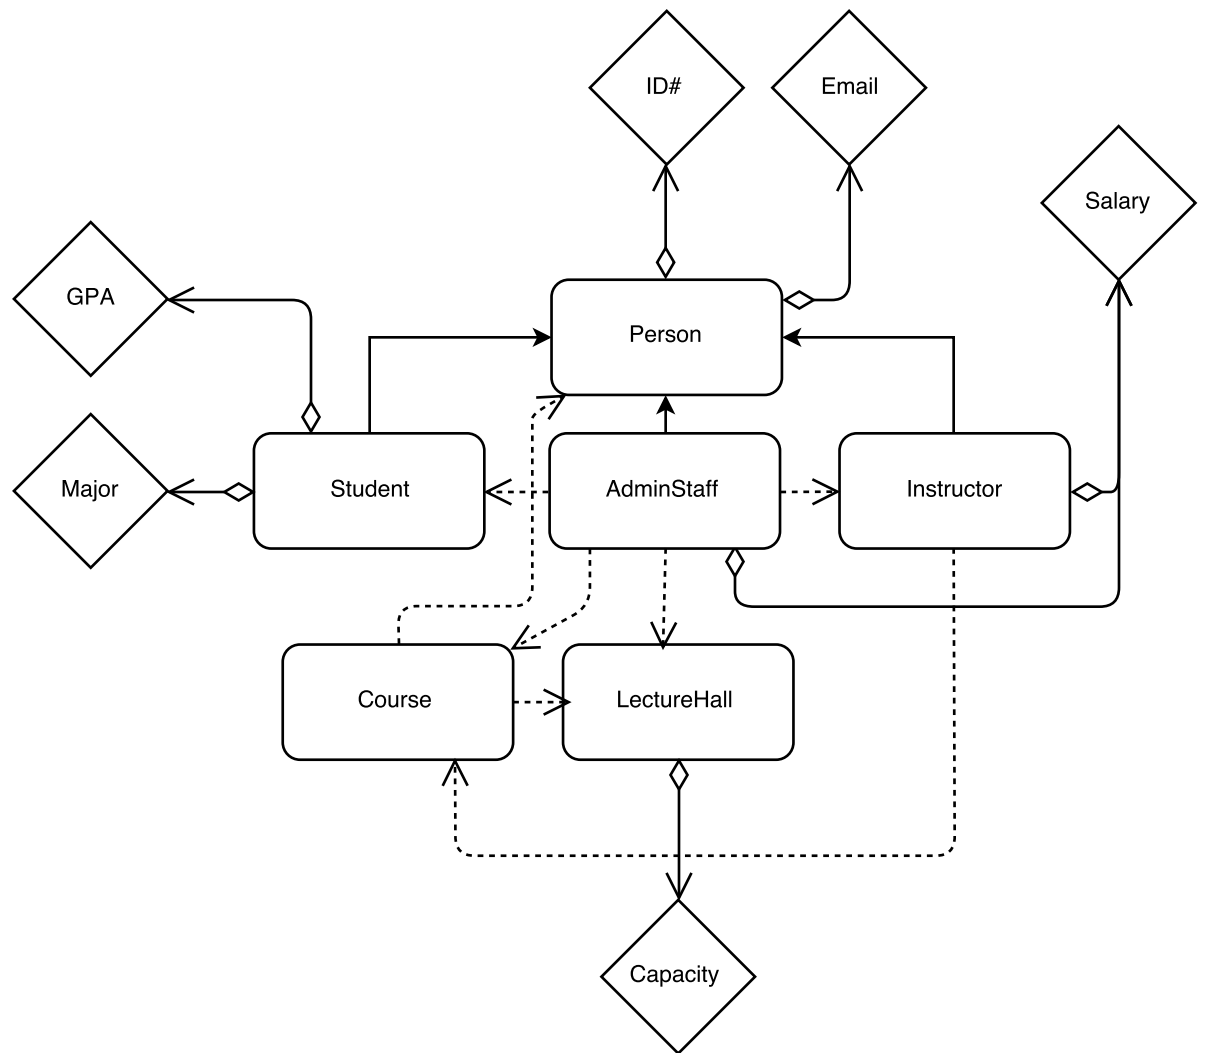 ID#
Email
Salary
GPA
Person
Major
Student
AdminStaff
Instructor
Course
LectureHall
Capacity